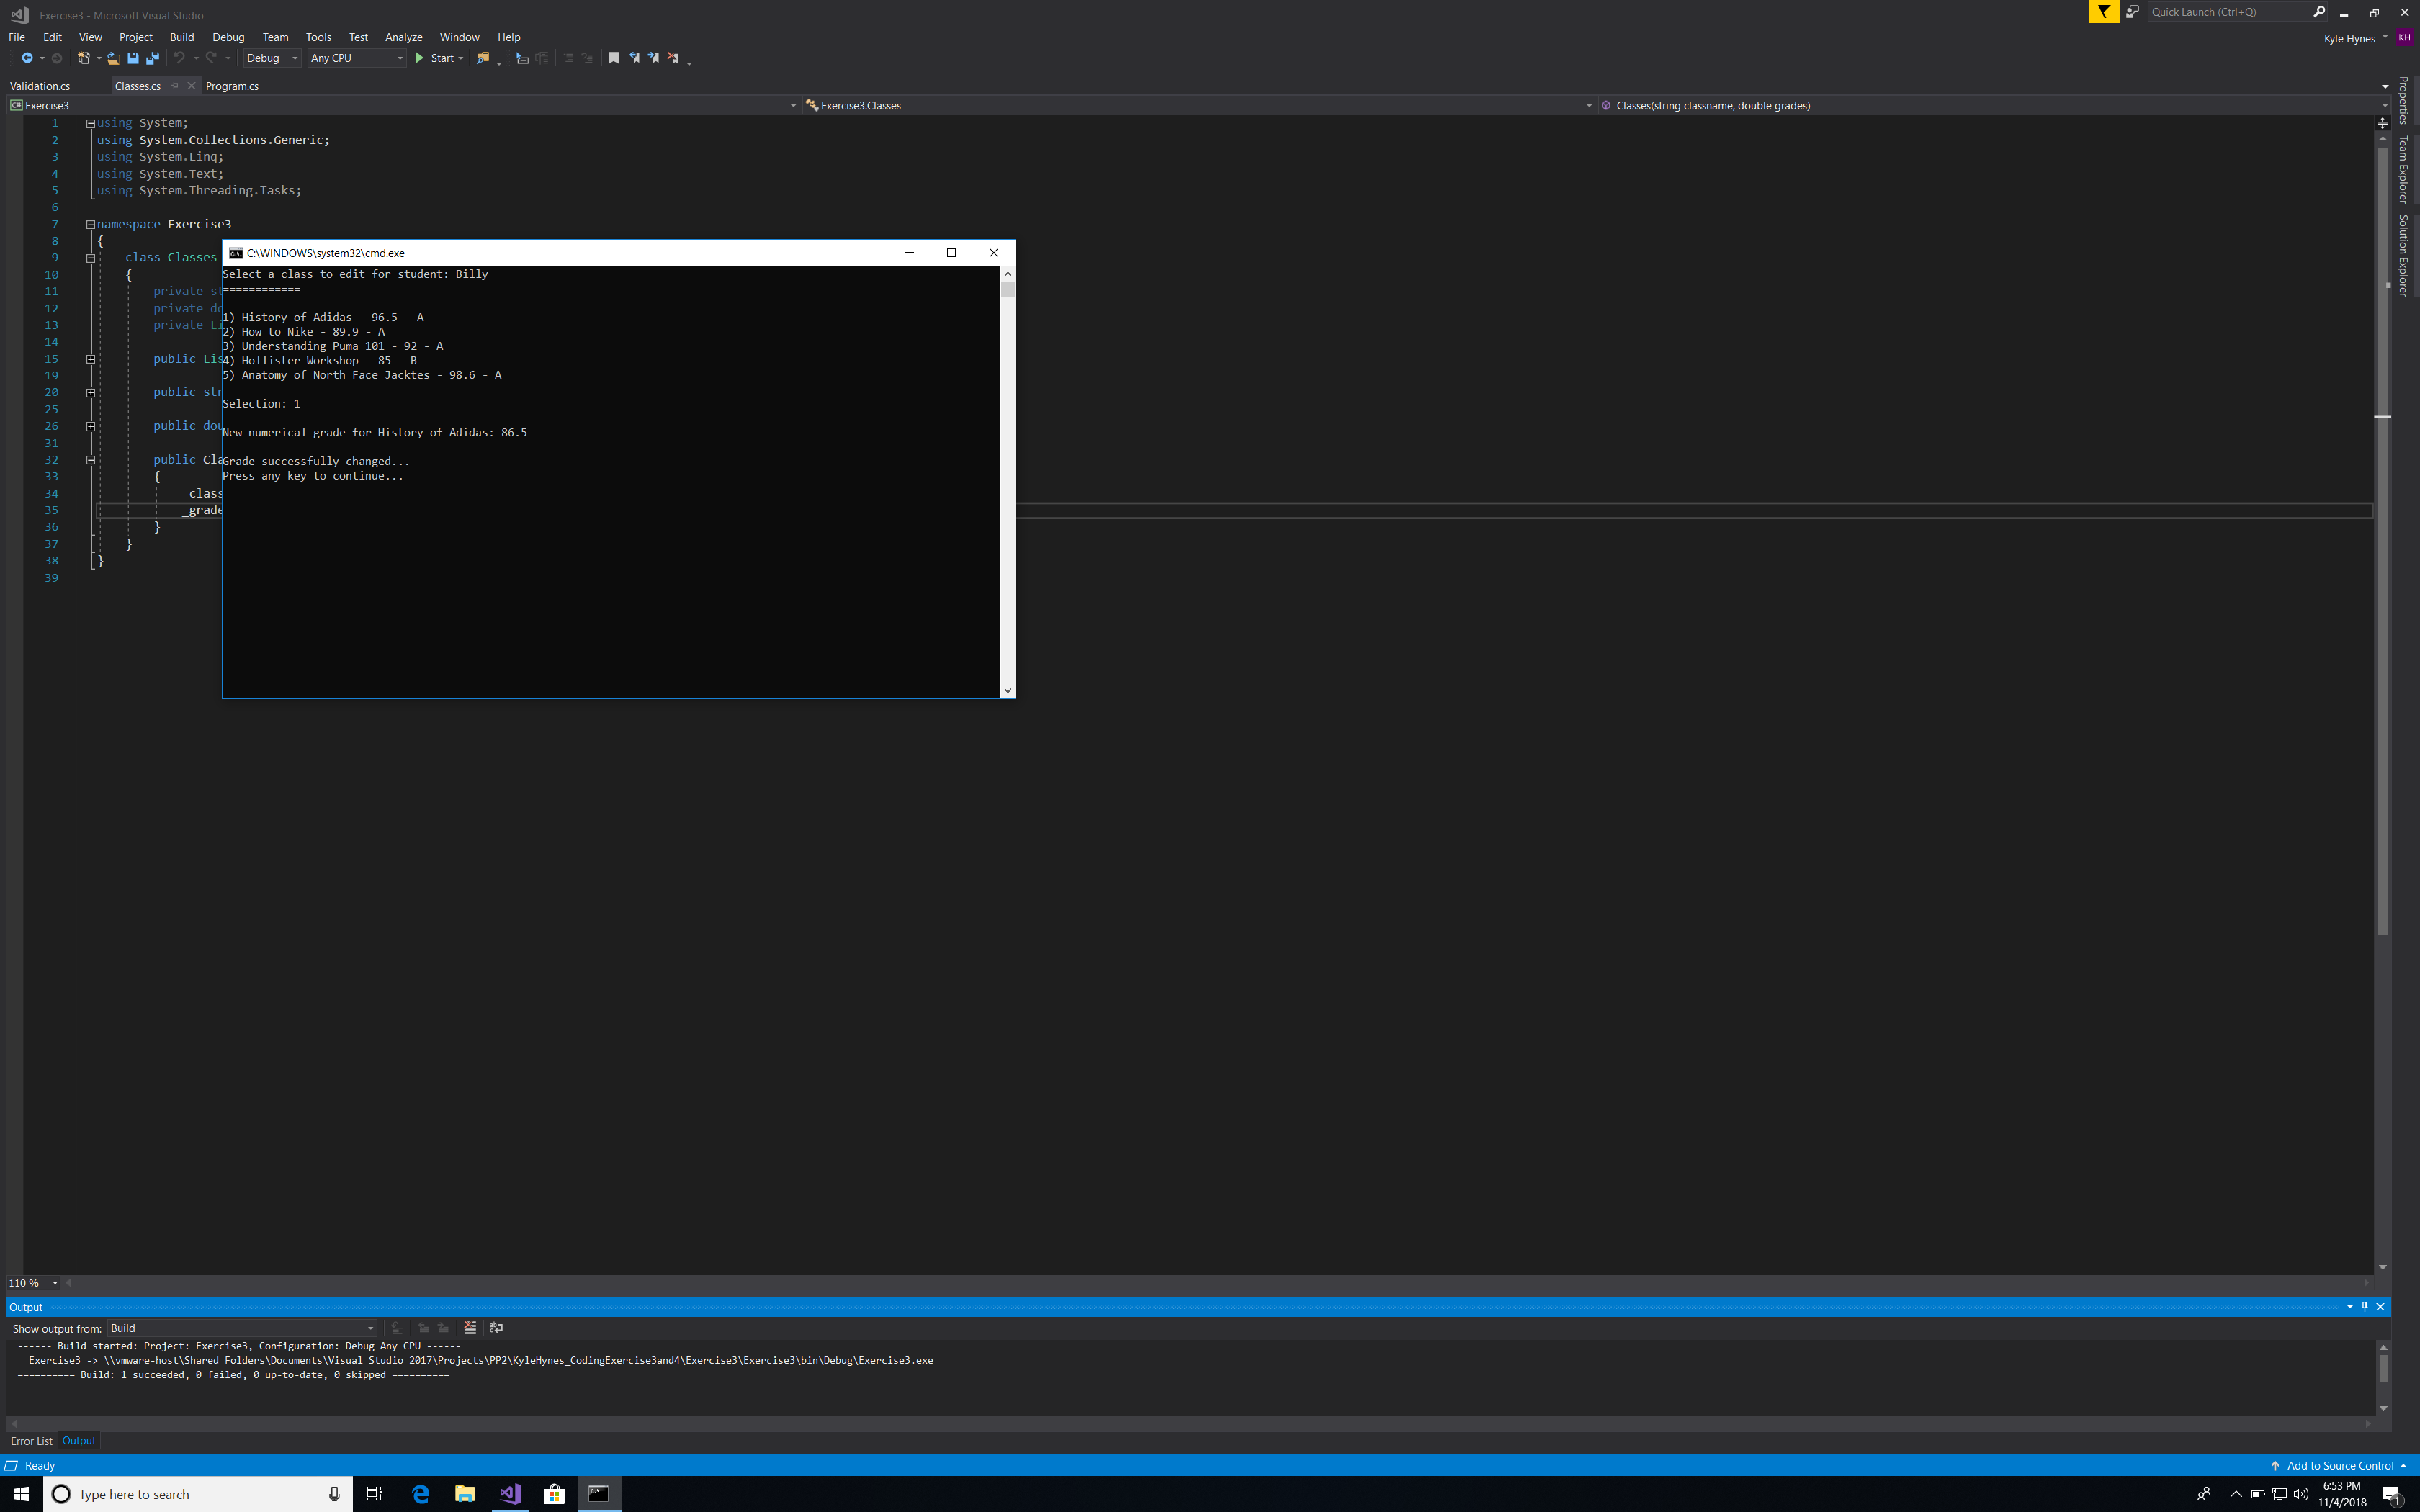 Exercise3 - Microsoft Visual Studio
Quick Launch (Ctrl+Q)
File Edit View Project Build Debug Team Tools Test Analyze Window Help
Kyle Hynes KH
Debug Any CPU Start
Validation.cs Classes.cs Program.cs
Exercise3 Exercise3.Classes Classes(string classname, double grades)
Properties
Team Explorer
Solution Explorer
1 using System;
2 using System.Collections.Generic;
3 using System.Linq;
4 using System.Text;
5 using System.Threading.Tasks;
6
7 namespace Exercise3
8 {
9 class Classes
10 {
11 private st
12 private do
13 private Li
14
15 public Lis
19
20 public str
25
26 public dou
31
32 public Cla
33 {
34 _class
35 _grade
36 }
37 }
38 }
39
C:\WINDOWS\system32\cmd.exe
Select a class to edit for student: Billy
============
1) History of Adidas - 96.5 - A
2) How to Nike - 89.9 - A
3) Understanding Puma 101 - 92 - A
4) Hollister Workshop - 85 - B
5) Anatomy of North Face Jacktes - 98.6 - A
Selection: 1
New numerical grade for History of Adidas: 86.5
Grade successfully changed...
Press any key to continue...
110 %
Output
Show output from: Build
------ Build started: Project: Exercise3, Configuration: Debug Any CPU ------
Exercise3 -> \\vmware-host\Shared Folders\Documents\Visual Studio 2017\Projects\PP2\KyleHynes_CodingExercise3and4\Exercise3\Exercise3\bin\Debug\Exercise3.exe
========== Build: 1 succeeded, 0 failed, 0 up-to-date, 0 skipped ==========
Error List Output
Ready
Add to Source Control
Type here to search
6:53 PM
11/4/2018
1